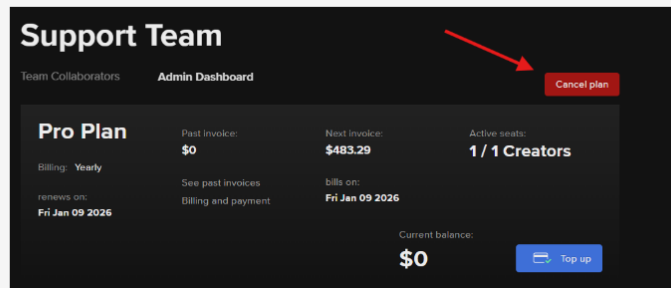 Support Team
Team Collaborators
Admin Dashboard
Cancel plan
Pro Plan
Billing: Yearly
renews on:
Fri Jan 09 2026
Past invoice:
$0
See past invoices
Billing and payment
Next invoice:
$483.29
bills on:
Fri Jan 09 2026
Active seats:
1 / 1 Creators
Current balance:
$0
Top up